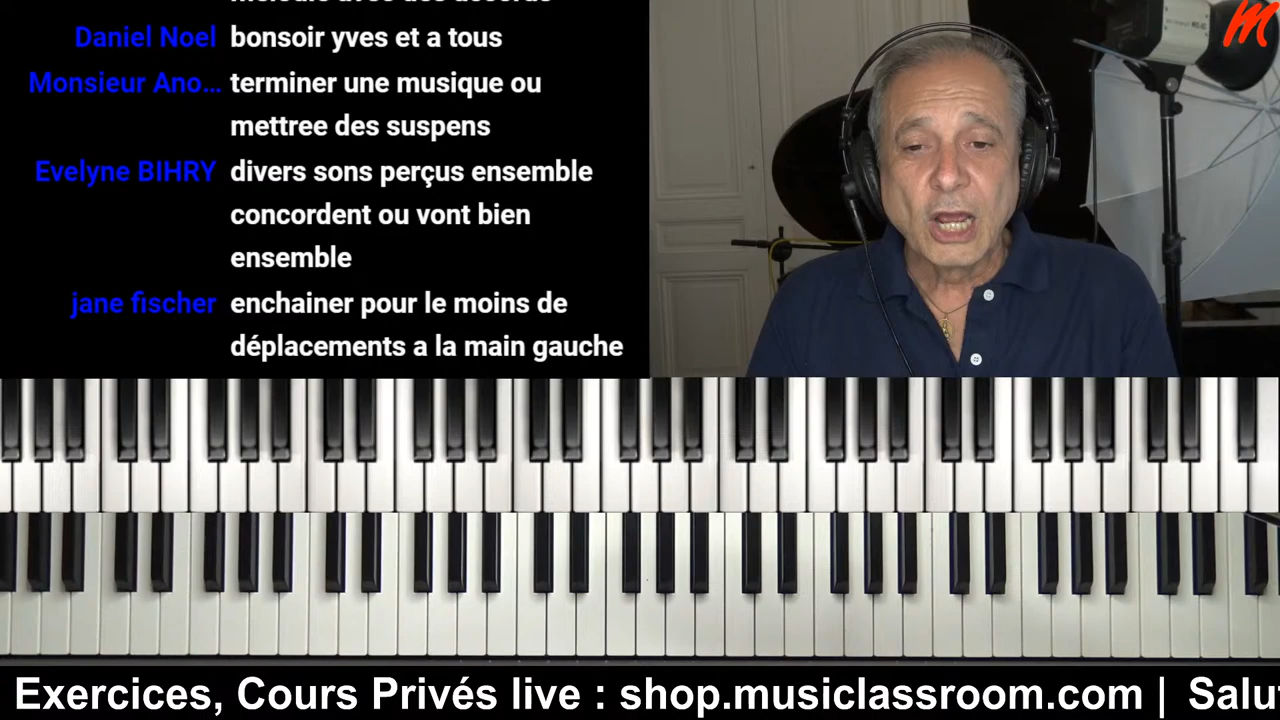 Daniel Noel bonsoir yves et a tous
Monsieur Ano... terminer une musique ou
mettree des suspens
Evelyne BIHRY divers sons perçus ensemble
concordent ou vont bien
ensemble
jane fischer enchainer pour le moins de
déplacements a la main gauche
Exercices, Cours Privés live : shop.musiclassroom.com | Salu